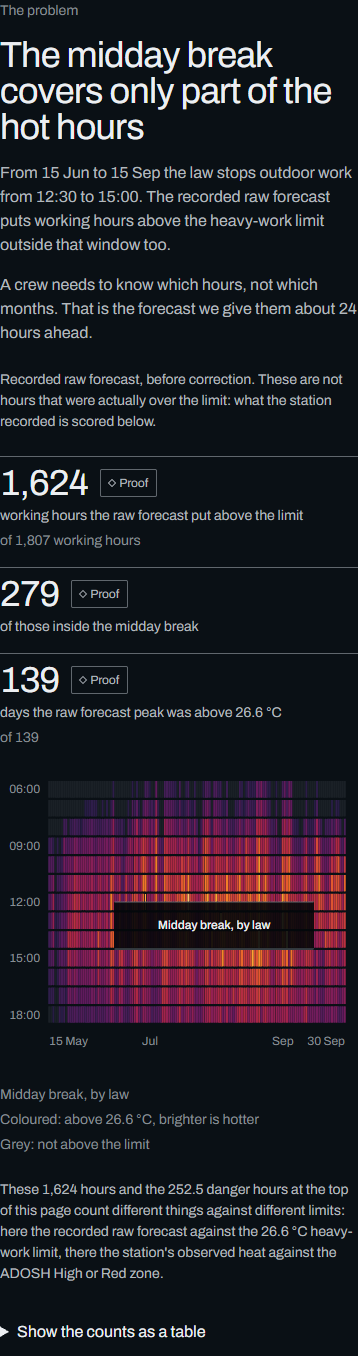 The problem
The midday break
covers only part of the
hot hours
From 15 Jun to 15 Sep the law stops outdoor work
from 12:30 to 15:00. The recorded raw forecast
puts working hours above the heavy-work limit
outside that window too.
A crew needs to know which hours, not which
months. That is the forecast we give them about 24
hours ahead.
Recorded raw forecast, before correction. These are not
hours that were actually over the limit: what the station
recorded is scored below.
1,624 ◇ Proof
working hours the raw forecast put above the limit
of 1,807 working hours
279 ◇ Proof
of those inside the midday break
139 ◇ Proof
days the raw forecast peak was above 26.6 °C
of 139
06:00
09:00
12:00
Midday break, by law
15:00
18:00
15 May Jul Sep 30 Sep
Midday break, by law
Coloured: above 26.6 °C, brighter is hotter
Grey: not above the limit
These 1,624 hours and the 252.5 danger hours at the top
of this page count different things against different limits:
here the recorded raw forecast against the 26.6 °C heavy-
work limit, there the station's observed heat against the
ADOSH High or Red zone.
▶ Show the counts as a table